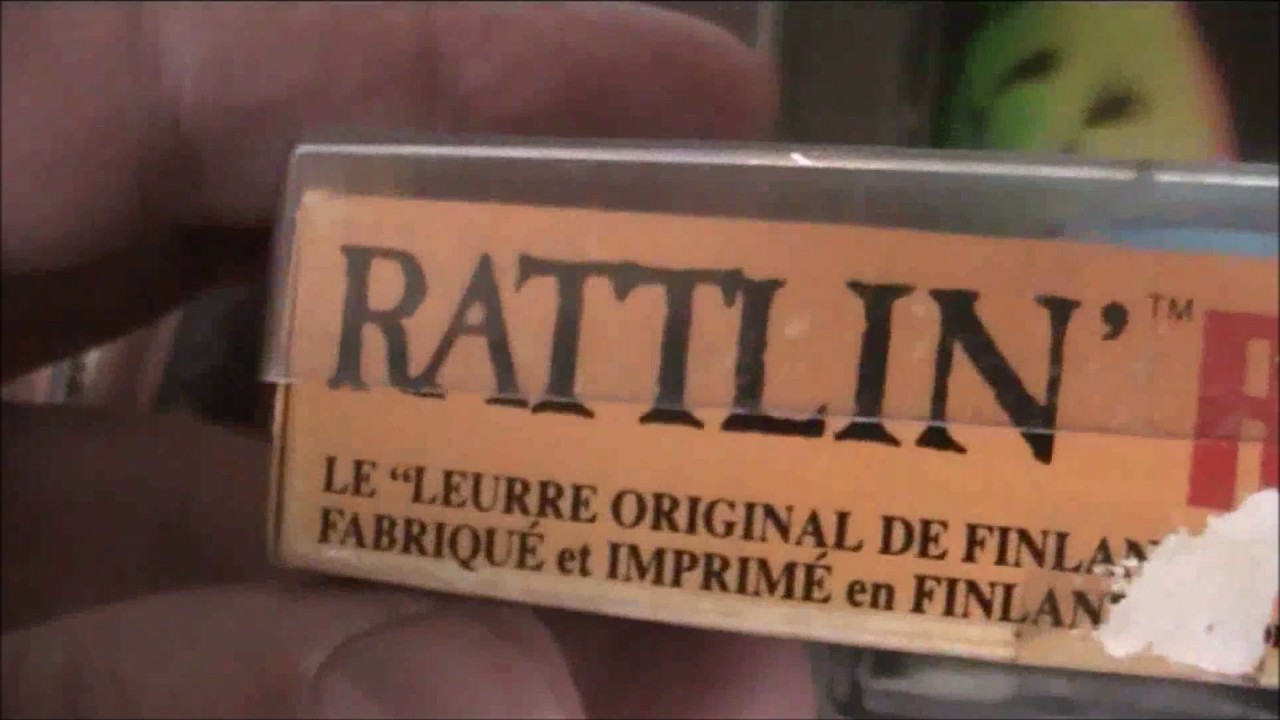 RATTLIN'™
LE “LEURRE ORIGINAL DE FINLAN
FABRIQUÉ et IMPRIMÉ en FINLAN